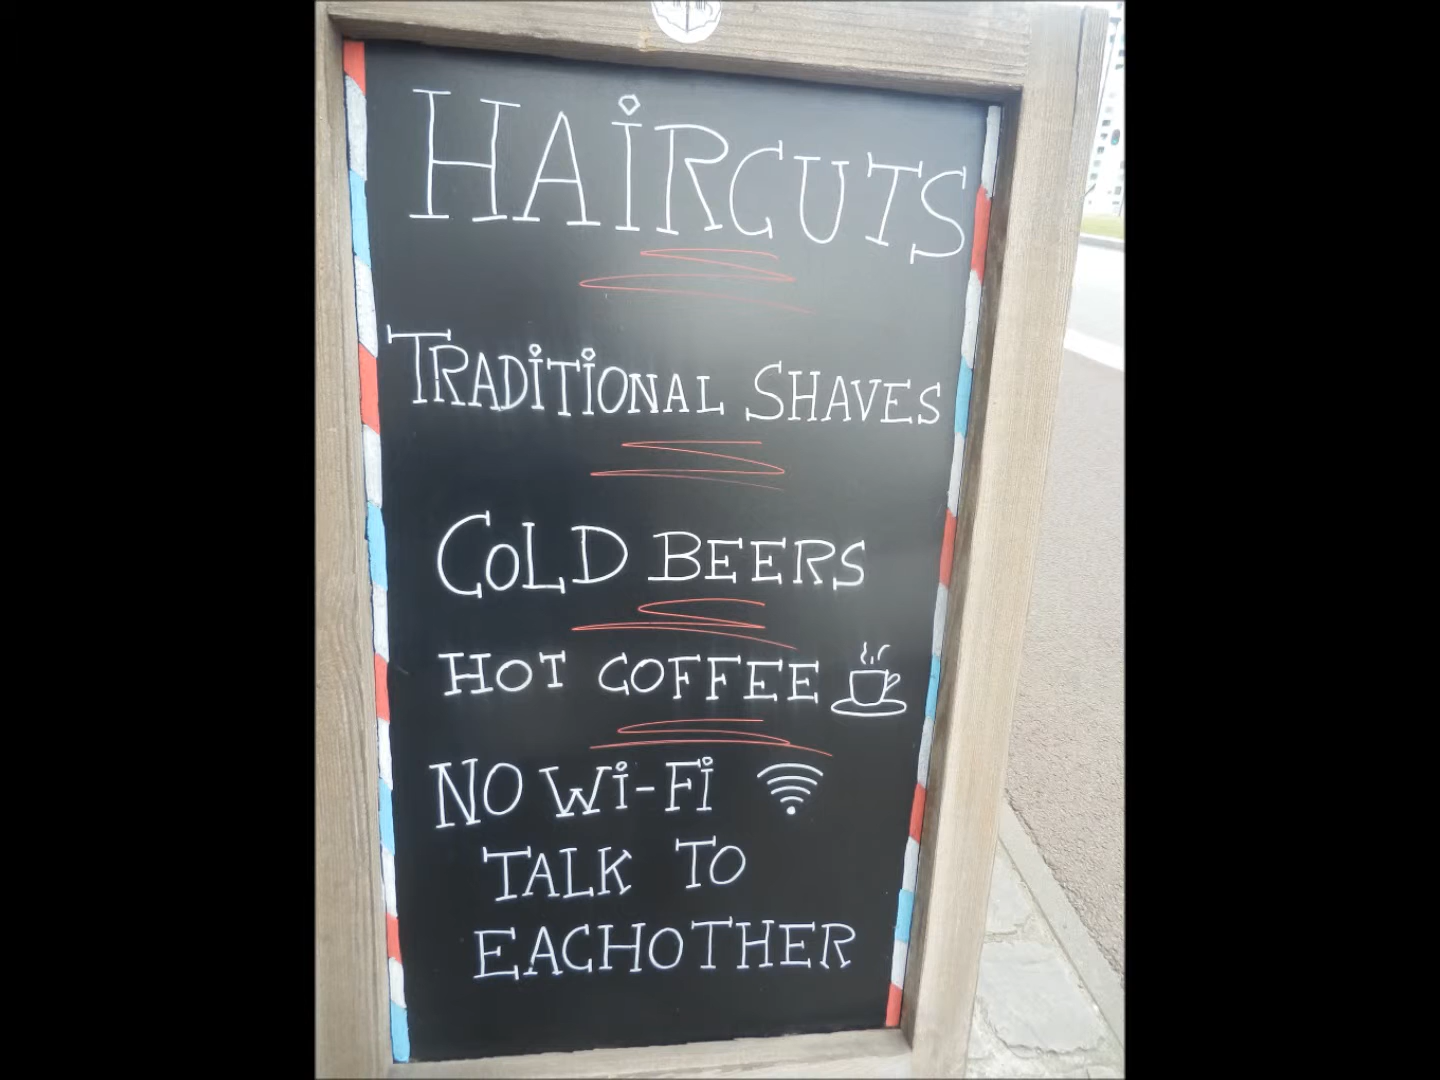 HAiRCUTS
TRADiTiONAL SHAVES
COLD BEERS
HOT COFFEE
NO Wi-Fi
TALK TO
EACHOTHER